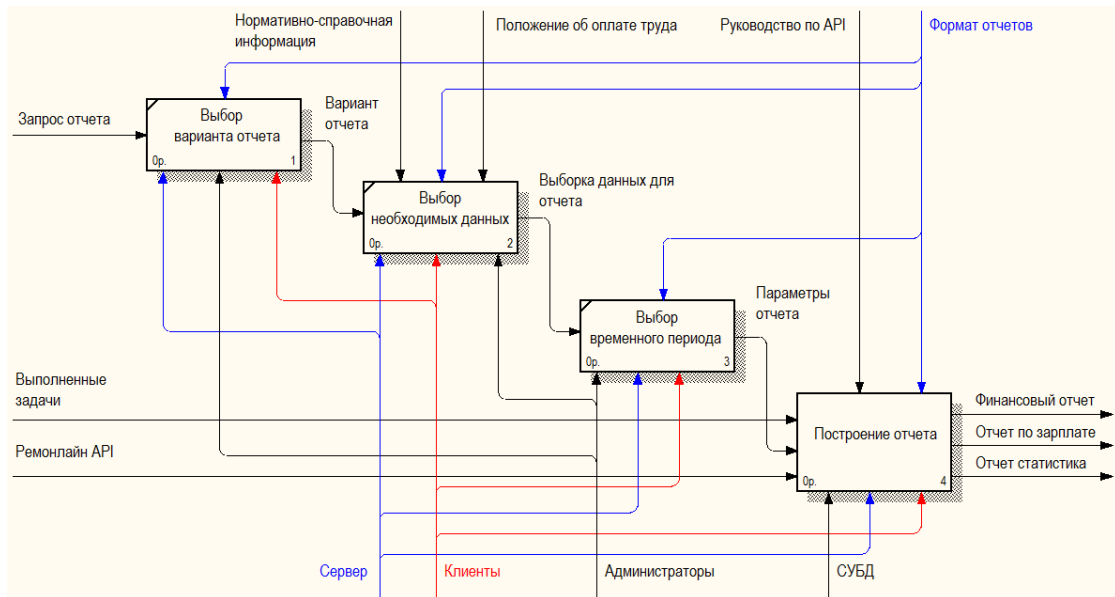 Нормативно-справочная
информация
Положение об оплате труда
Руководство по API
Формат отчетов
Запрос отчета
Выбор
варианта отчета
0р.
1
Вариант
отчета
Выбор
необходимых данных
0р.
2
Выборка данных для
отчета
Выбор
временного периода
0р.
3
Параметры
отчета
Выполненные
задачи
Ремонлайн API
Построение отчета
0р.
4
Финансовый отчет
Отчет по зарплате
Отчет статистика
Сервер
Клиенты
Администраторы
СУБД